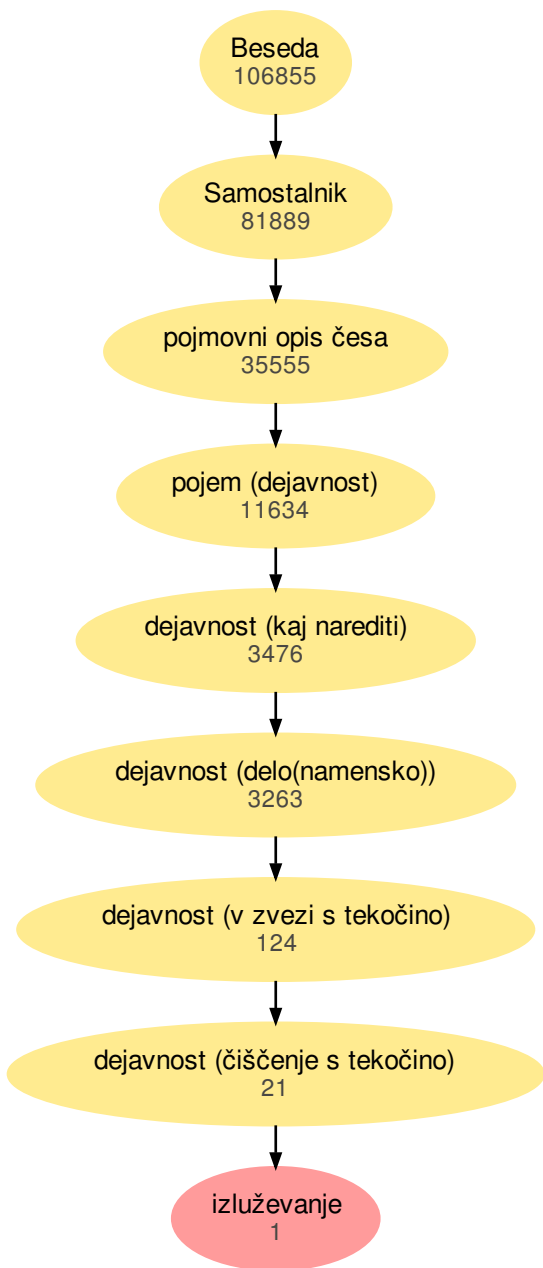 Beseda
106855
Samostalnik
81889
pojmovni opis česa
35555
pojem (dejavnost)
11634
dejavnost (kaj narediti)
3476
dejavnost (delo(namensko))
3263
dejavnost (v zvezi s tekočino)
124
dejavnost (čiščenje s tekočino)
21
izluževanje
1